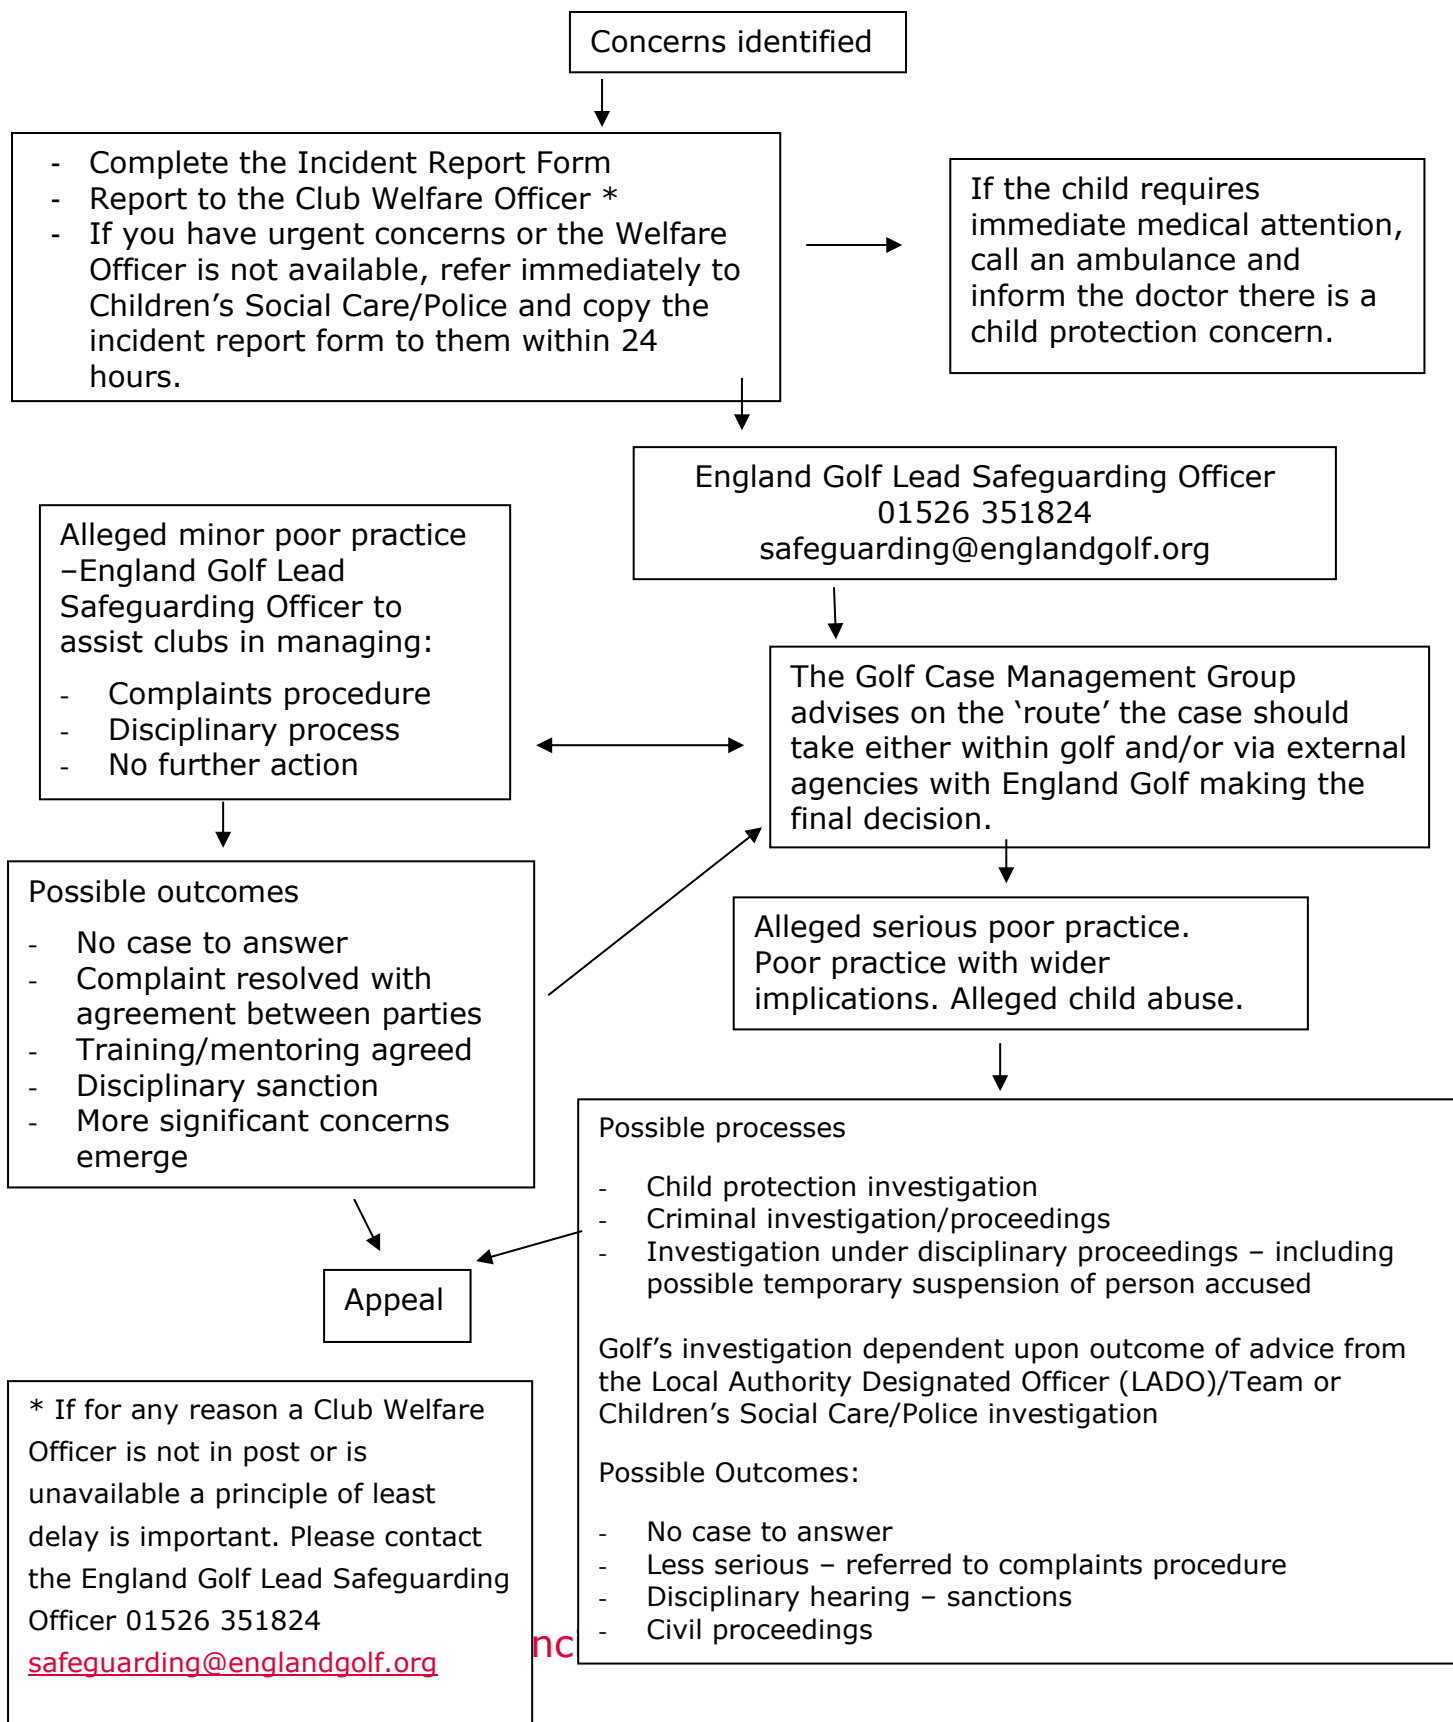 Concerns identified
- Complete the Incident Report Form
- Report to the Club Welfare Officer *
- If you have urgent concerns or the Welfare
Officer is not available, refer immediately to
Children’s Social Care/Police and copy the
incident report form to them within 24
hours.
If the child requires
immediate medical attention,
call an ambulance and
inform the doctor there is a
child protection concern.
England Golf Lead Safeguarding Officer
01526 351824
safeguarding@englandgolf.org
Alleged minor poor practice
–England Golf Lead
Safeguarding Officer to
assist clubs in managing:
- Complaints procedure
- Disciplinary process
- No further action
The Golf Case Management Group
advises on the ‘route’ the case should
take either within golf and/or via external
agencies with England Golf making the
final decision.
Possible outcomes
- No case to answer
- Complaint resolved with
agreement between parties
- Training/mentoring agreed
- Disciplinary sanction
- More significant concerns
emerge
Alleged serious poor practice.
Poor practice with wider
implications. Alleged child abuse.
Possible processes
- Child protection investigation
- Criminal investigation/proceedings
- Investigation under disciplinary proceedings – including
possible temporary suspension of person accused
Golf’s investigation dependent upon outcome of advice from
the Local Authority Designated Officer (LADO)/Team or
Children’s Social Care/Police investigation
Possible Outcomes:
- No case to answer
- Less serious – referred to complaints procedure
- Disciplinary hearing – sanctions
- Civil proceedings
Appeal
* If for any reason a Club Welfare
Officer is not in post or is
unavailable a principle of least
delay is important. Please contact
the England Golf Lead Safeguarding
Officer 01526 351824
safeguarding@englandgolf.org